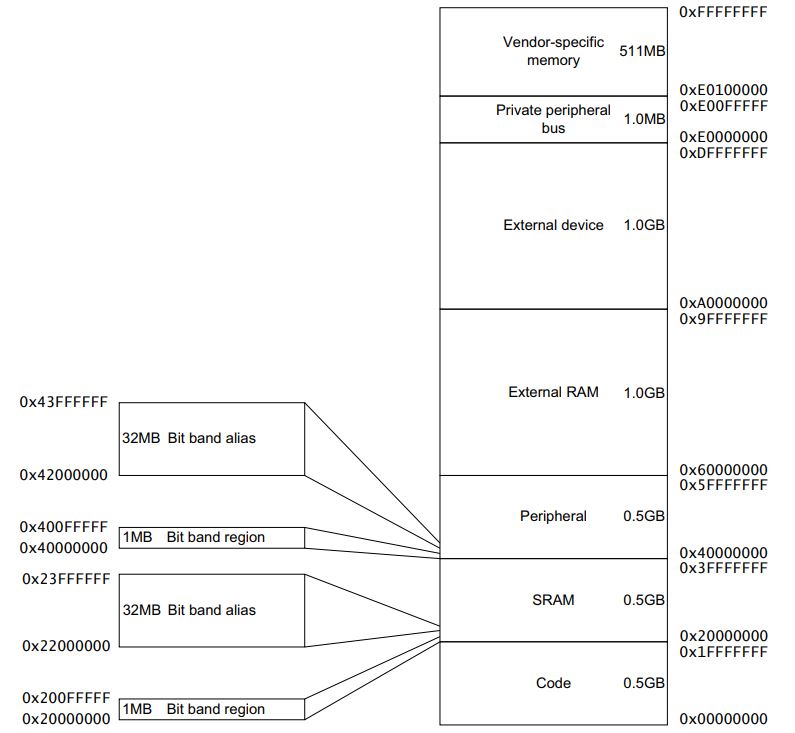 0xFFFFFFFF
Vendor-specific
memory
511MB
0xE0100000
0xE00FFFFF
Private peripheral
bus
1.0MB
0xE0000000
0xDFFFFFFF
External device
1.0GB
0xA0000000
0x9FFFFFFF
External RAM
1.0GB
0x60000000
0x5FFFFFFF
Peripheral
0.5GB
0x40000000
0x3FFFFFFF
SRAM
0.5GB
0x20000000
0x1FFFFFFF
Code
0.5GB
0x00000000
0x43FFFFFF
32MB Bit band alias
0x42000000
0x400FFFFF
1MB Bit band region
0x40000000
0x23FFFFFF
32MB Bit band alias
0x22000000
0x200FFFFF
1MB Bit band region
0x20000000